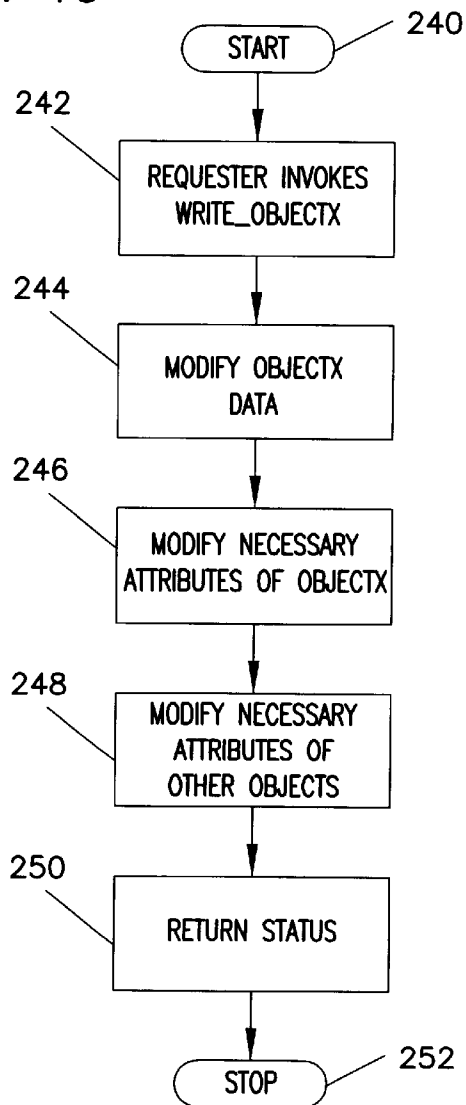 START
240
242
REQUESTER INVOKES
WRITE_OBJECTX
244
MODIFY OBJECTX
DATA
246
MODIFY NECESSARY
ATTRIBUTES OF OBJECTX
248
MODIFY NECESSARY
ATTRIBUTES OF
OTHER OBJECTS
250
RETURN STATUS
STOP
252